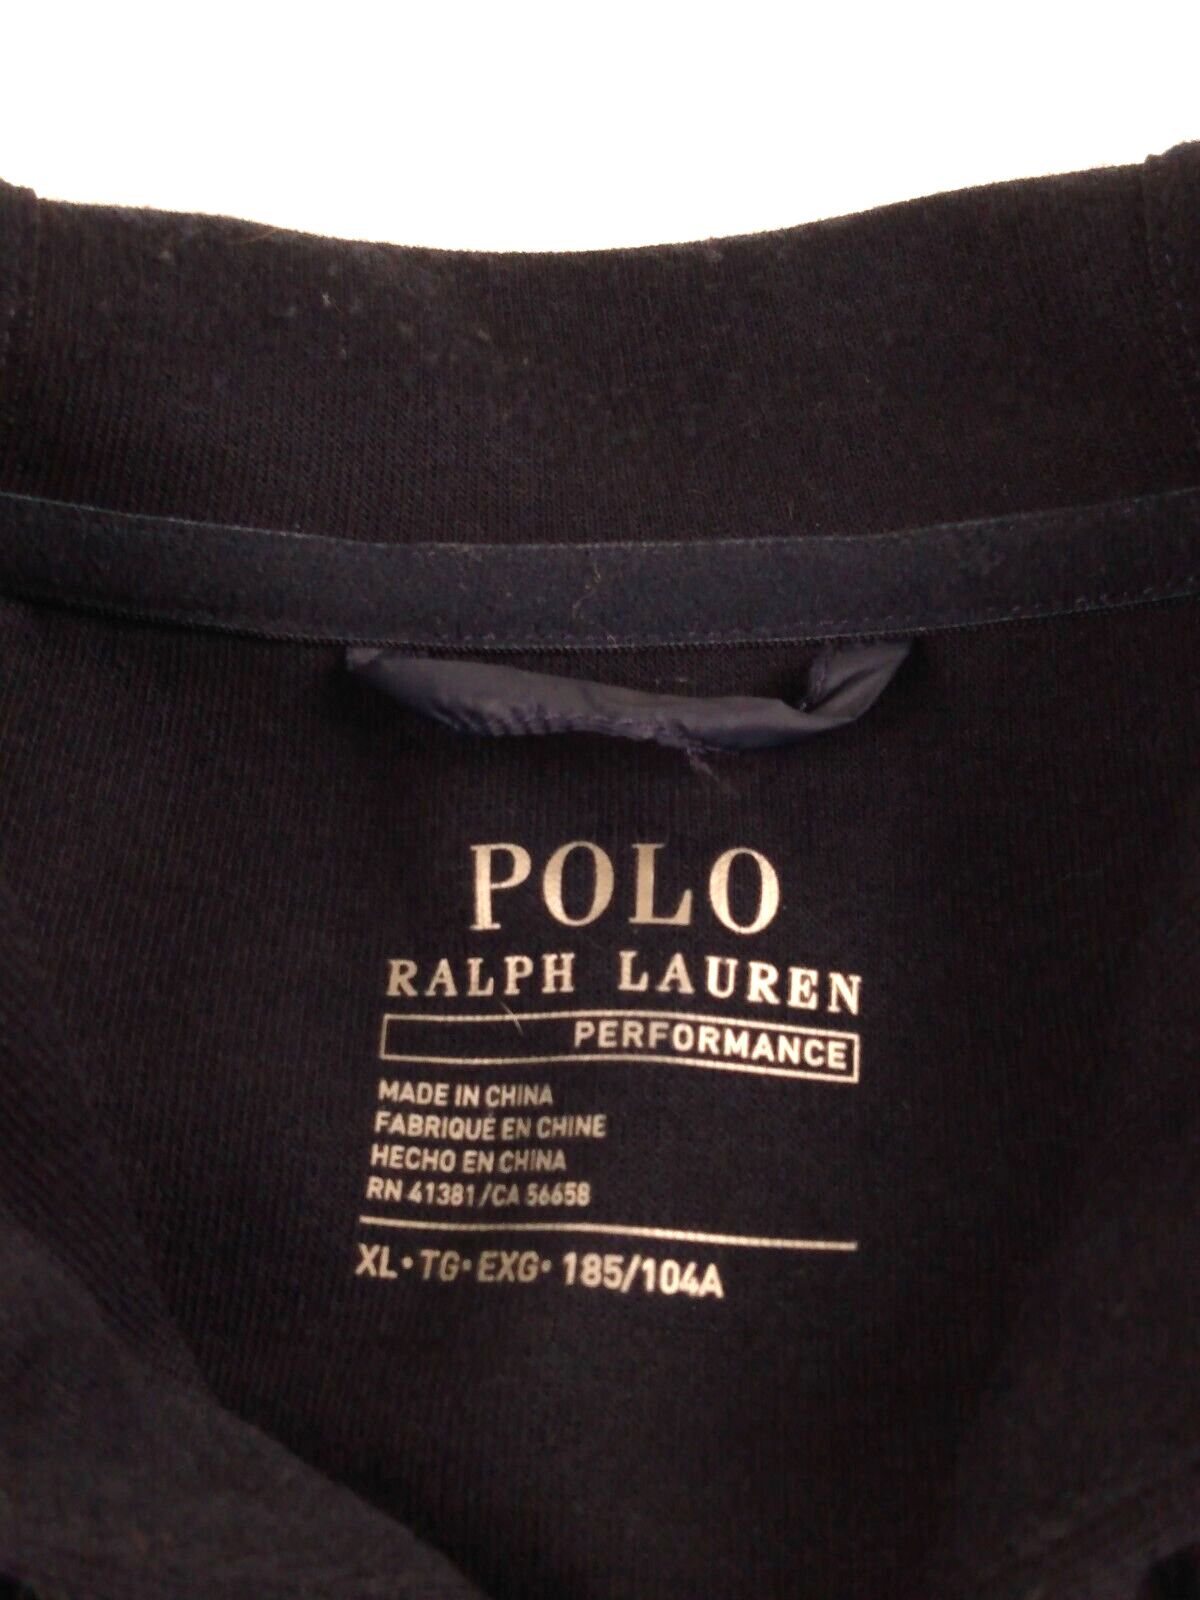 POLO
RALPH LAUREN
PERFORMANCE
MADE IN CHINA
FABRIQUÉ EN CHINE
HECHO EN CHINA
RN 41381/CA 56658
XL•TG•EXG• 185/104A